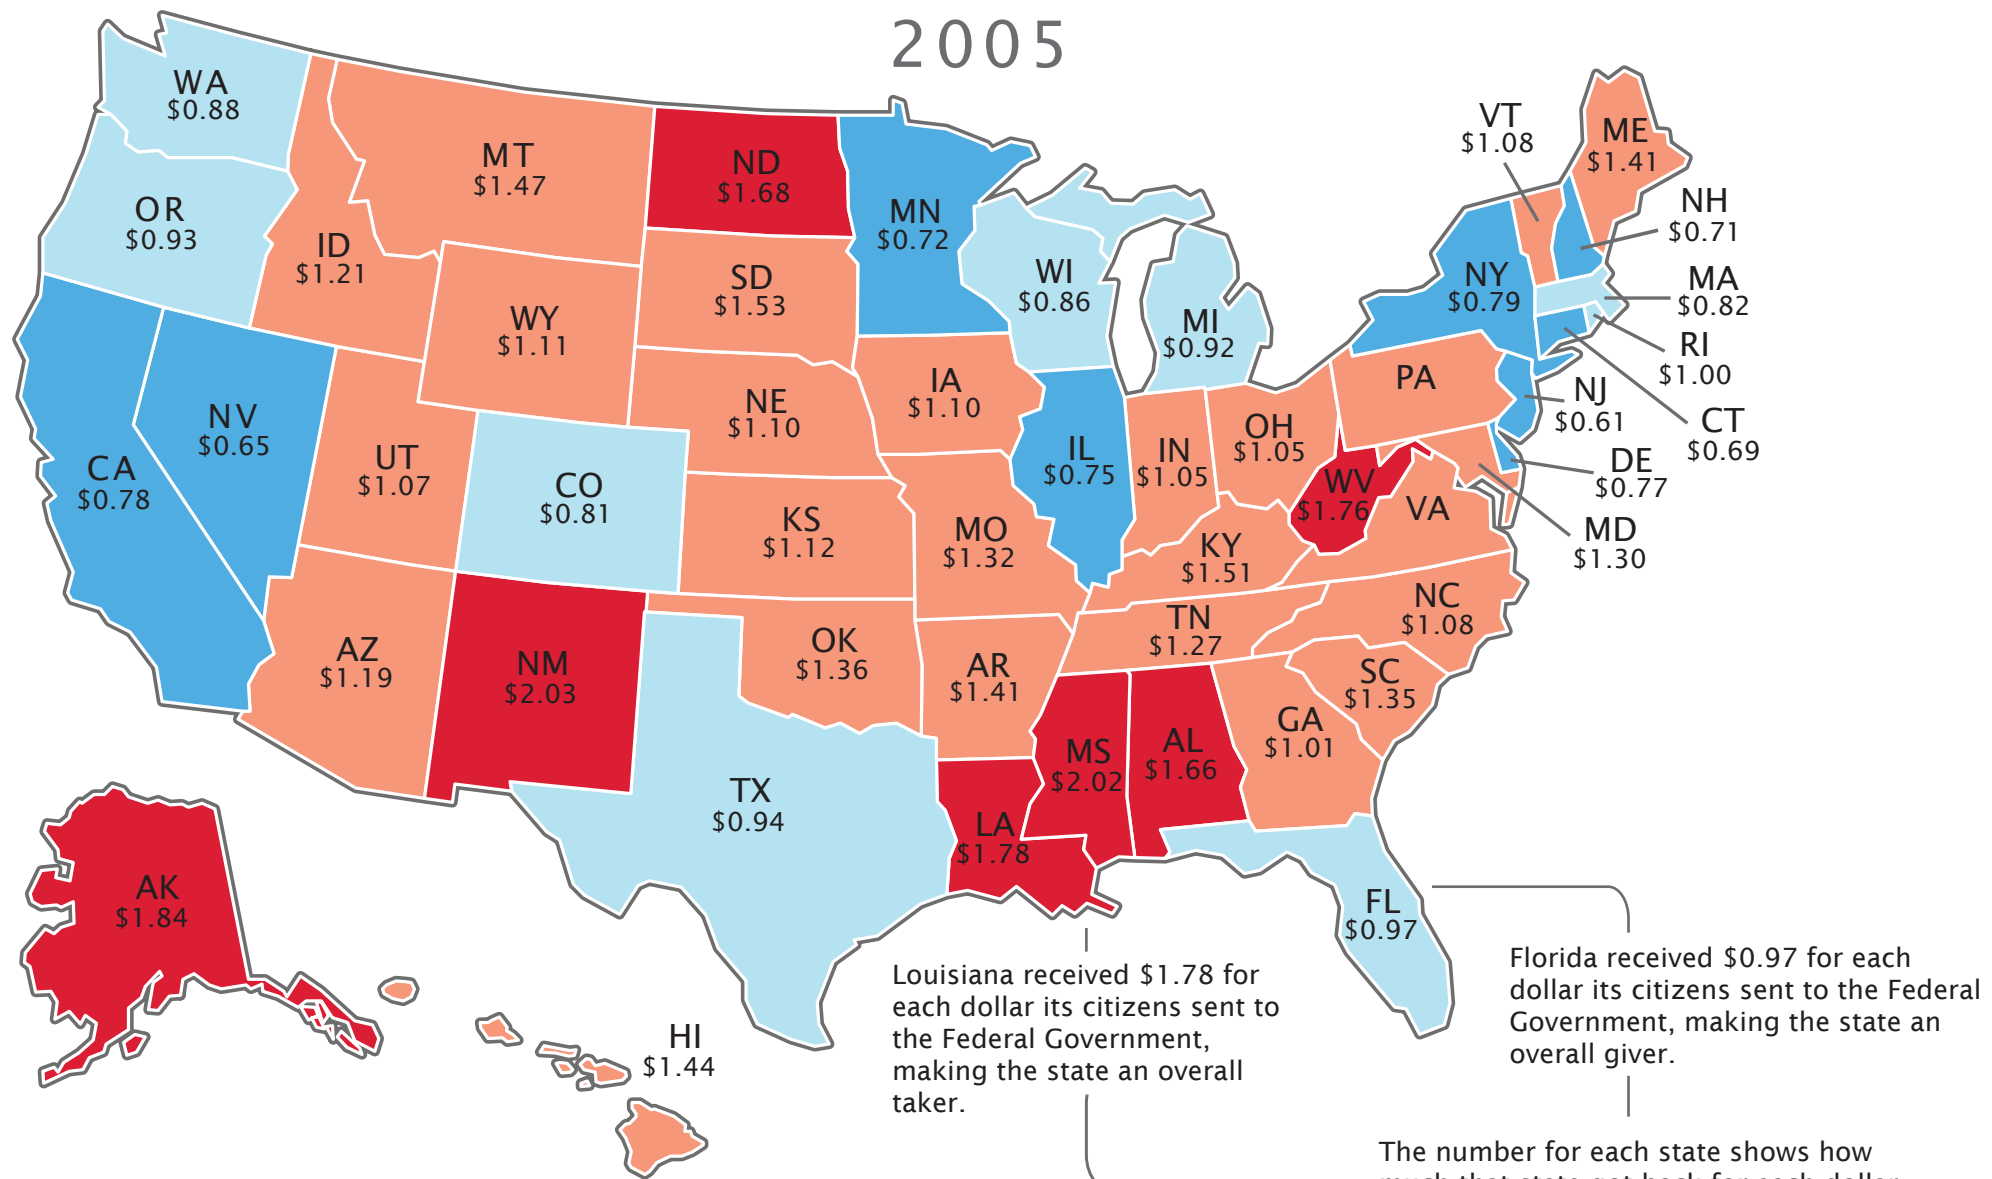 2005
WA
$0.88
OR
$0.93
CA
$0.78
NV
$0.65
ID
$1.21
MT
$1.47
WY
$1.11
UT
$1.07
CO
$0.81
AZ
$1.19
NM
$2.03
ND
$1.68
SD
$1.53
NE
$1.10
KS
$1.12
OK
$1.36
TX
$0.94
MN
$0.72
IA
$1.10
MO
$1.32
AR
$1.41
LA
$1.78
WI
$0.86
IL
$0.75
MI
$0.92
IN
$1.05
OH
$1.05
KY
$1.51
TN
$1.27
MS
$2.02
AL
$1.66
GA
$1.01
FL
$0.97
SC
$1.35
NC
$1.08
VA
WV
$1.76
PA
NY
$0.79
VT
$1.08
ME
$1.41
NH
$0.71
MA
$0.82
RI
$1.00
CT
$0.69
NJ
$0.61
DE
$0.77
MD
$1.30
AK
$1.84
HI
$1.44
Louisiana received $1.78 for
each dollar its citizens sent to
the Federal Government,
making the state an overall
taker.
Florida received $0.97 for each
dollar its citizens sent to the Federal
Government, making the state an
overall giver.
The number for each state shows how
much that state got back for each dollar